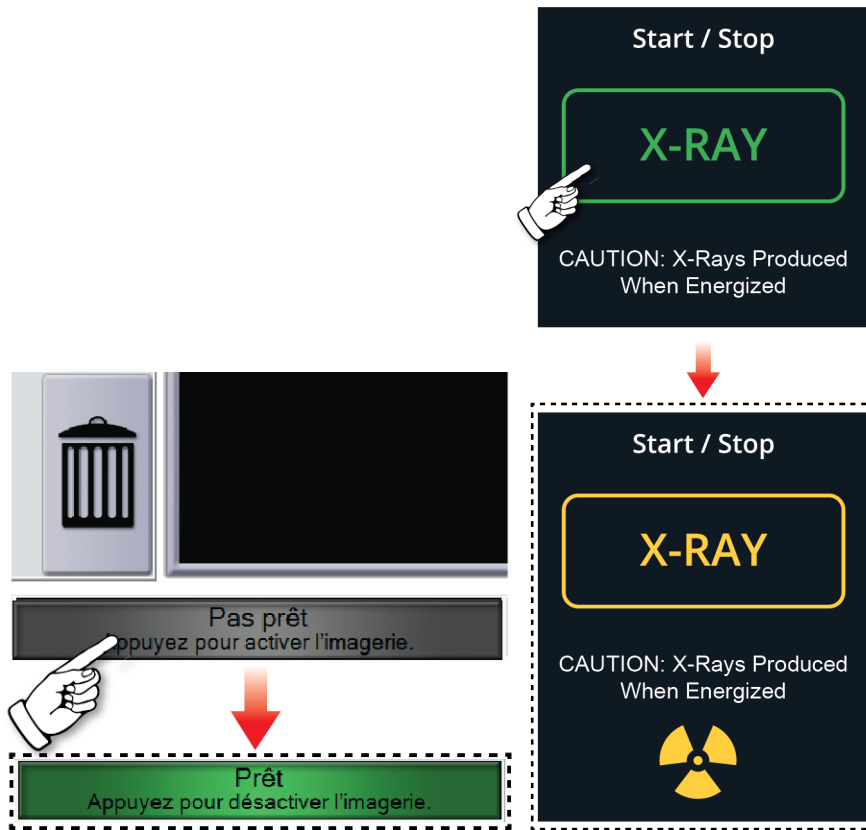 Start / Stop
X-RAY
CAUTION: X-Rays Produced
When Energized
Start / Stop
X-RAY
CAUTION: X-Rays Produced
When Energized
Pas prêt
Appuyez pour activer l'imagerie.
Prêt
Appuyez pour désactiver l'imagerie.